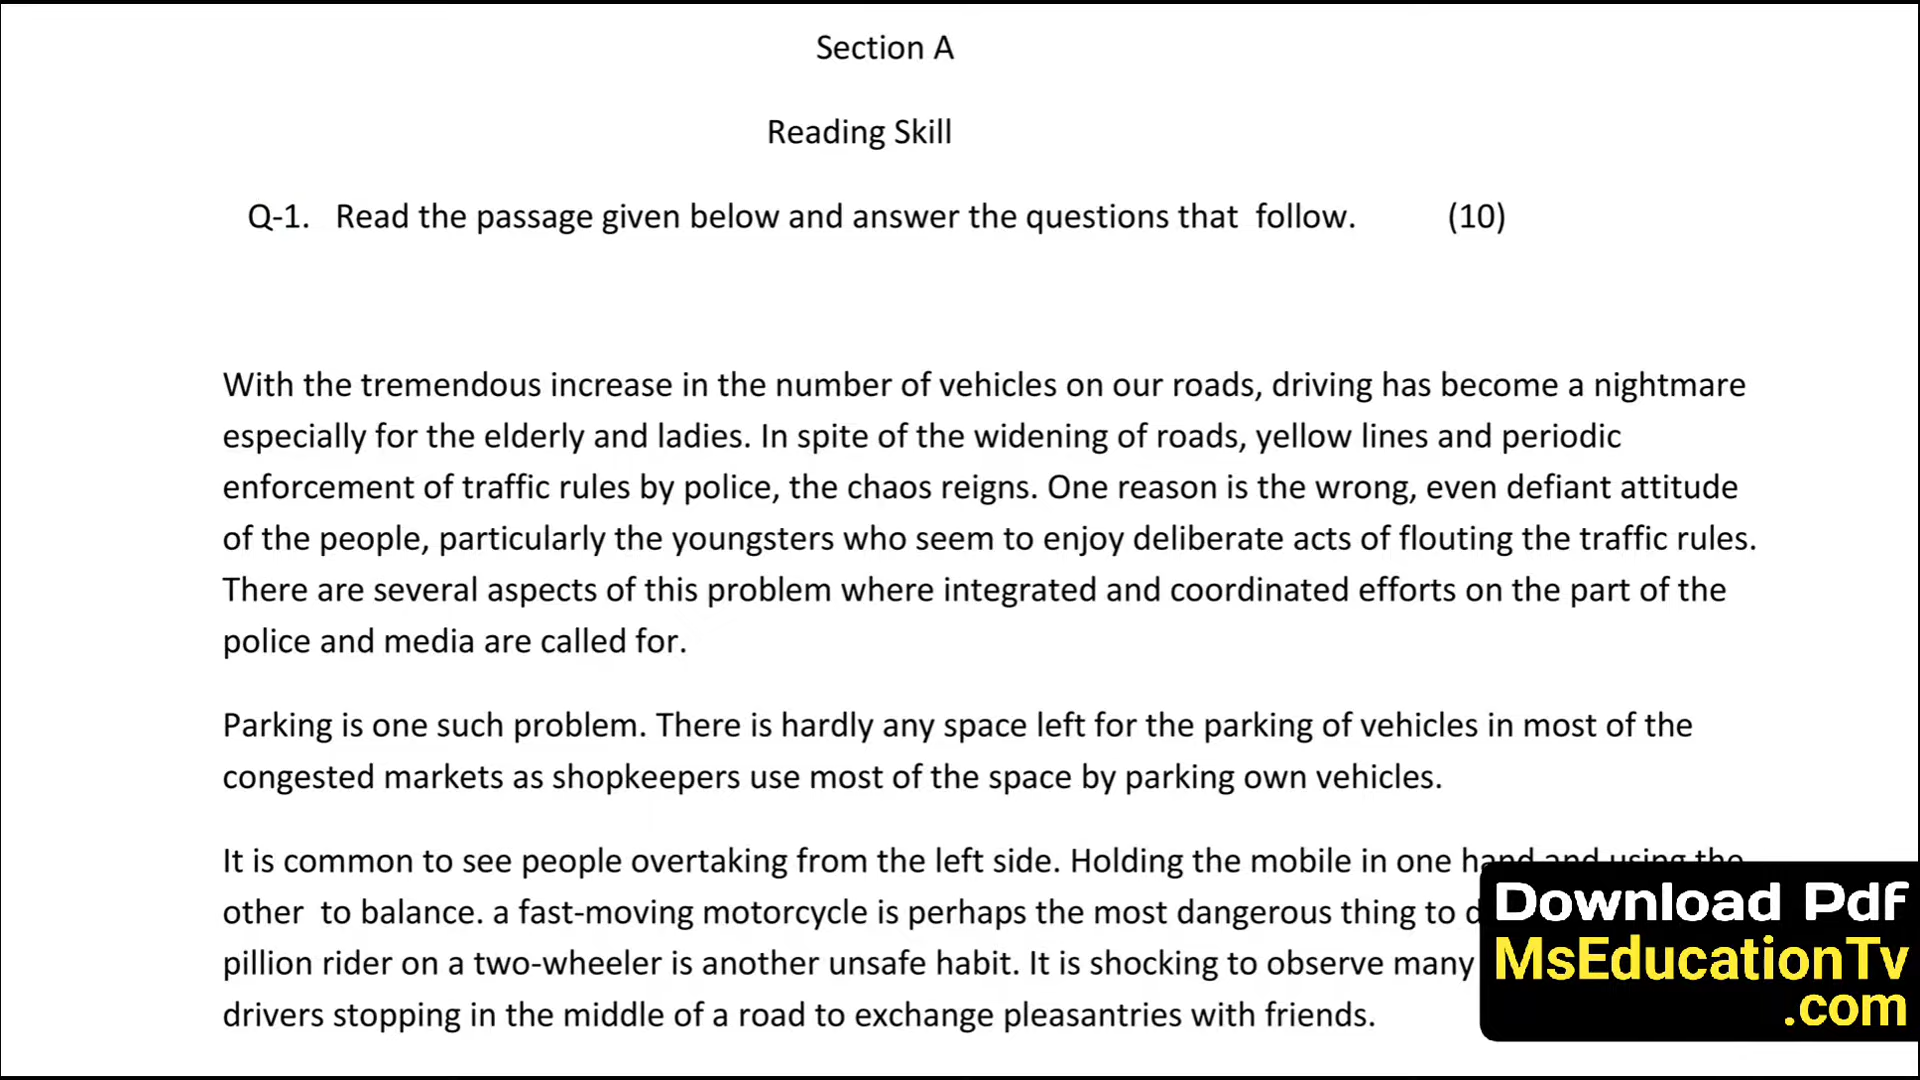 Section A
Reading Skill
Q-1. Read the passage given below and answer the questions that follow. (10)
With the tremendous increase in the number of vehicles on our roads, driving has become a nightmare
especially for the elderly and ladies. In spite of the widening of roads, yellow lines and periodic
enforcement of traffic rules by police, the chaos reigns. One reason is the wrong, even defiant attitude
of the people, particularly the youngsters who seem to enjoy deliberate acts of flouting the traffic rules.
There are several aspects of this problem where integrated and coordinated efforts on the part of the
police and media are called for.
Parking is one such problem. There is hardly any space left for the parking of vehicles in most of the
congested markets as shopkeepers use most of the space by parking own vehicles.
It is common to see people overtaking from the left side. Holding the mobile in one hand and using the
other to balance. a fast-moving motorcycle is perhaps the most dangerous thing to
pillion rider on a two-wheeler is another unsafe habit. It is shocking to observe many
drivers stopping in the middle of a road to exchange pleasantries with friends.
Download Pdf
MsEducationTv
.com